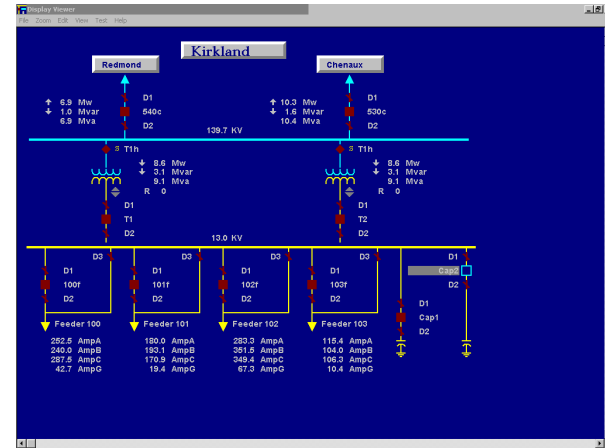 Display Viewer
File Zoom Edit View Test Help
Kirkland
Redmond
Chenaux
6.9 Mw
1.0 Mvar
6.9 Mva
D1
540c
D2
10.3 Mw
1.6 Mvar
10.4 Mva
D1
530c
D2
139.7 KV
S T1h
8.6 Mw
3.1 Mvar
9.1 Mva
R 0
S T1h
8.6 Mw
3.1 Mvar
9.1 Mva
R 0
D1
T1
D2
D1
T2
D2
13.0 KV
D3
D3
D3
D3
D1
D1
100f
D2
D1
101f
D2
D1
102f
D2
D1
103f
D2
Cap2
D2
D1
Cap1
D2
Feeder 100
Feeder 101
Feeder 102
Feeder 103
252.5 AmpA
240.0 AmpB
287.5 AmpC
42.7 AmpG
180.0 AmpA
193.1 AmpB
170.9 AmpC
19.4 AmpG
283.3 AmpA
351.5 AmpB
349.4 AmpC
67.3 AmpG
115.4 AmpA
104.0 AmpB
106.3 AmpC
10.4 AmpG